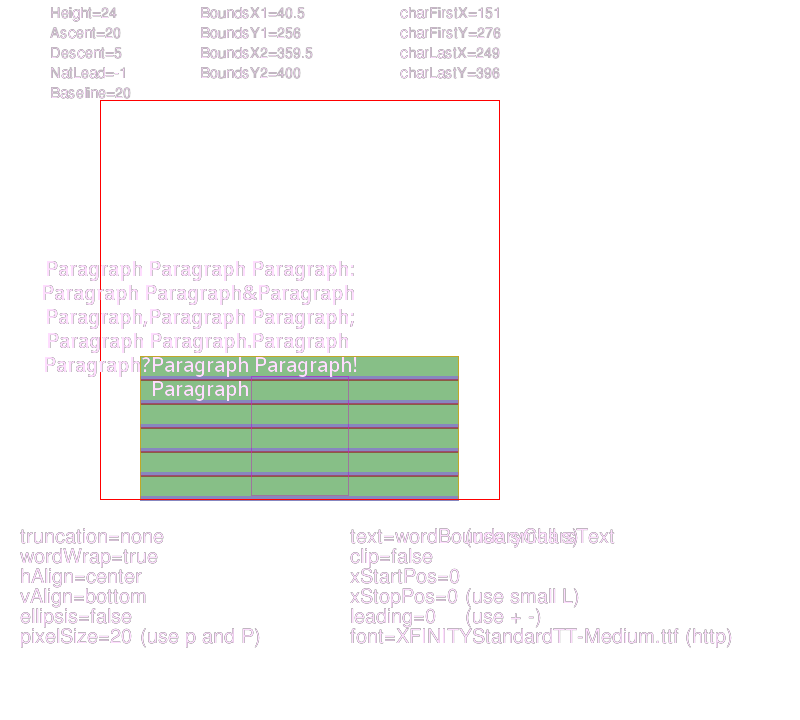 Height=24 BoundsX1=40.5 charFirstX=151
Ascent=20 BoundsY1=256 charFirstY=276
Descent=5 BoundsX2=359.5 charLastX=249
NatLead=-1 BoundsY2=400 charLastY=396
Baseline=20
Paragraph Paragraph Paragraph:
Paragraph Paragraph&Paragraph
Paragraph,Paragraph Paragraph;
Paragraph Paragraph.Paragraph
Paragraph?Paragraph Paragraph!
Paragraph
truncation=none text=wordBoundaryCharsText
wordWrap=true clip=false
hAlign=center xStartPos=0
vAlign=bottom xStopPos=0 (use small L)
ellipsis=false leading=0 (use + -)
pixelSize=20 (use p and P) font=XFINITYStandardTT-Medium.ttf (http)